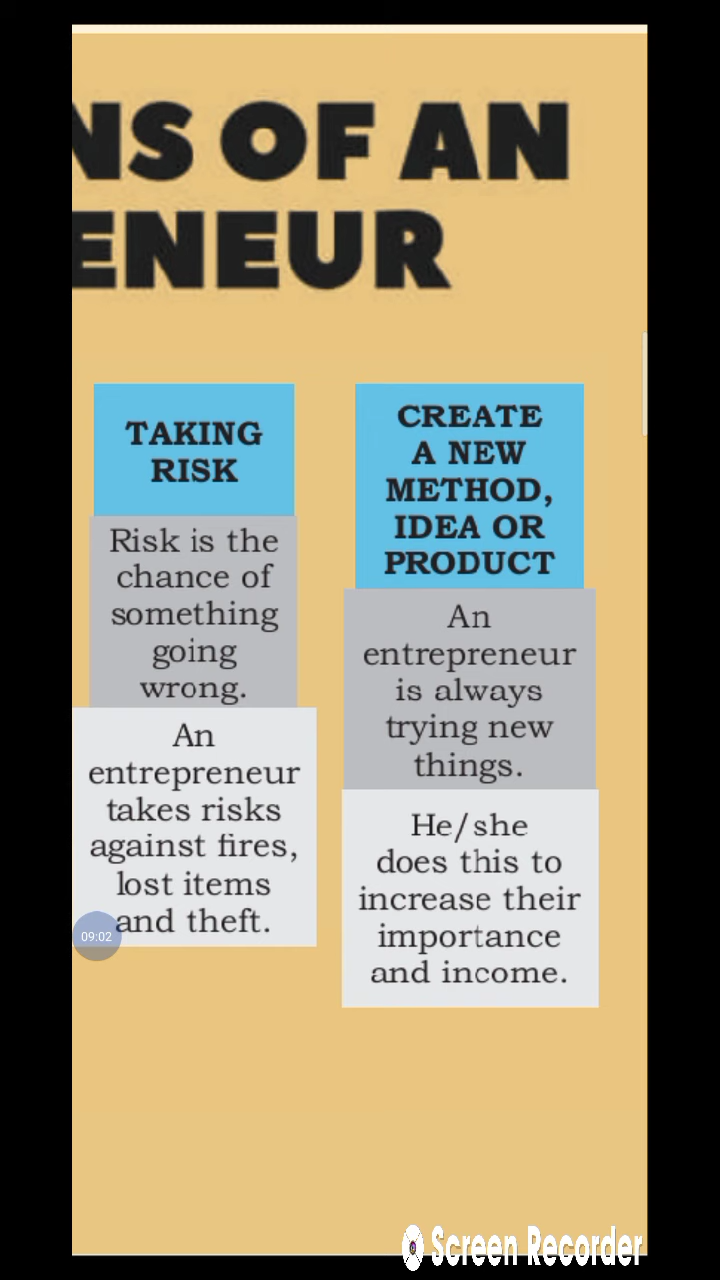 NS OF AN
ENEUR
TAKING
RISK
Risk is the
chance of
something
going
wrong.
An
entrepreneur
takes risks
against fires,
lost items
and theft.
CREATE
A NEW
METHOD,
IDEA OR
PRODUCT
An
entrepreneur
is always
trying new
things.
He/she
does this to
increase their
importance
and income.
09:02
Screen Recorder